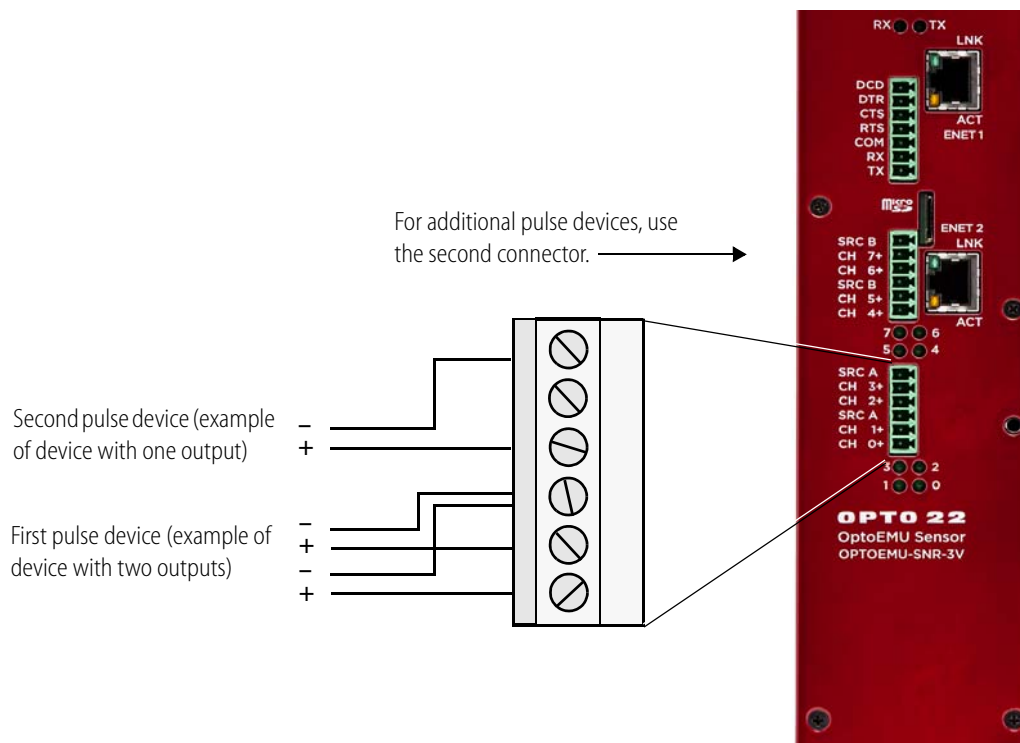 RX TX
LNK
DCD
DTR
CTS
RTS
COM
RX
TX
ACT
ENET 1
Micro
SD
For additional pulse devices, use
the second connector.
ENET 2
LNK
SRC B
CH 7+
CH 6+
SRC B
CH 5+
CH 4+
ACT
7 6
5 4
SRC A
CH 3+
CH 2+
SRC A
CH 1+
CH 0+
3 2
1 0
Second pulse device (example
of device with one output)
–
+
First pulse device (example of
device with two outputs)
–
+
–
+
OPTO 22
OptoEMU Sensor
OPTOEMU-SNR-3V